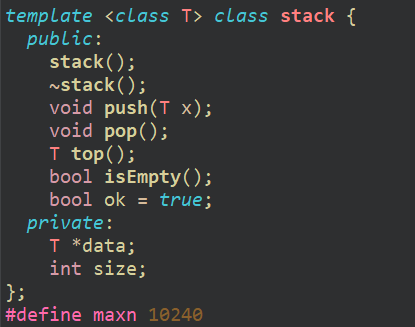 template <class T> class stack {
  public:
    stack();
    ~stack();
    void push(T x);
    void pop();
    T top();
    bool isEmpty();
    bool ok = true;
  private:
    T *data;
    int size;
};
#define maxn 10240